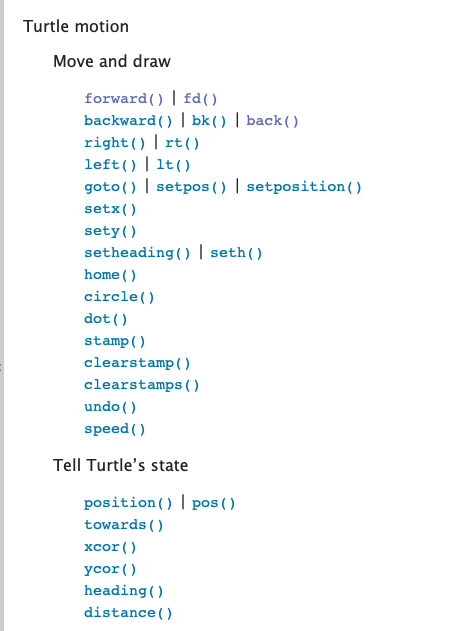 Turtle motion
Move and draw
forward() | fd()
backward() | bk() | back()
right() | rt()
left() | lt()
goto() | setpos() | setposition()
setx()
sety()
setheading() | seth()
home()
circle()
dot()
stamp()
clearstamp()
clearstamps()
undo()
speed()
Tell Turtle’s state
position() | pos()
towards()
xcor()
ycor()
heading()
distance()